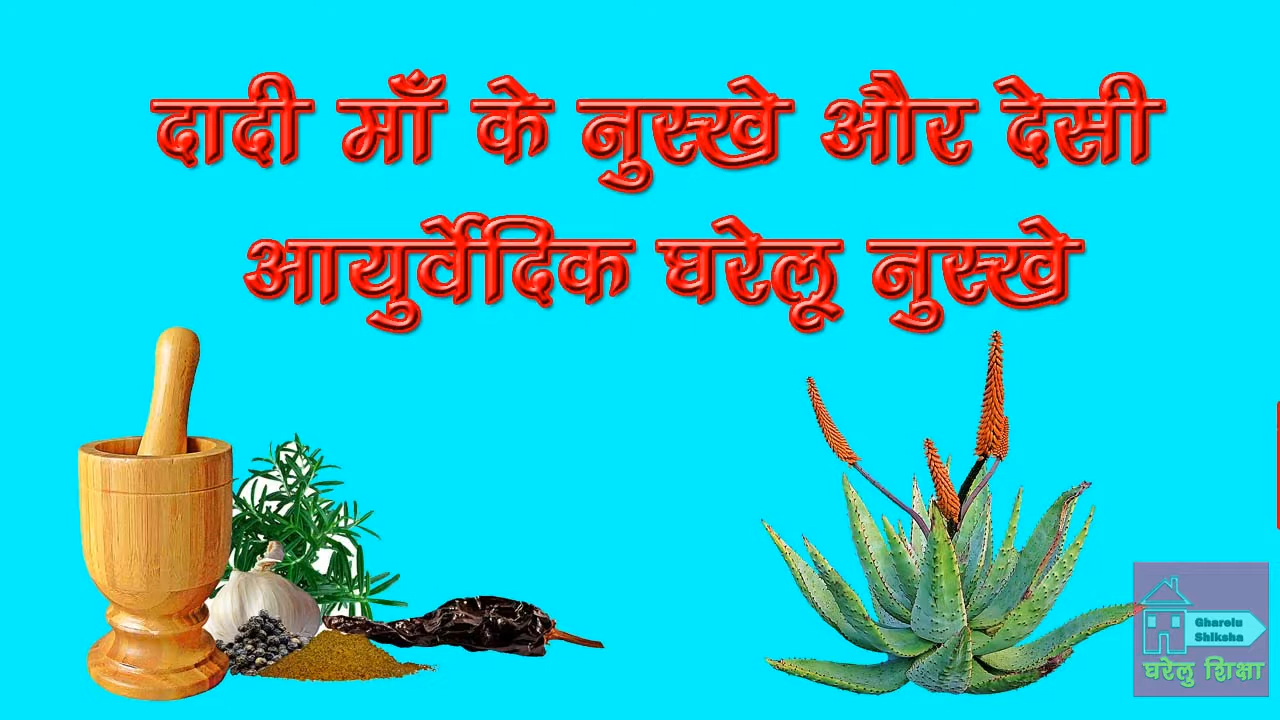 दादी माँ के नुस्खे और देसी
आयुर्वेदिक घरेलू नुस्खे
Gharelu
Shiksha
घरेलु शिक्षा